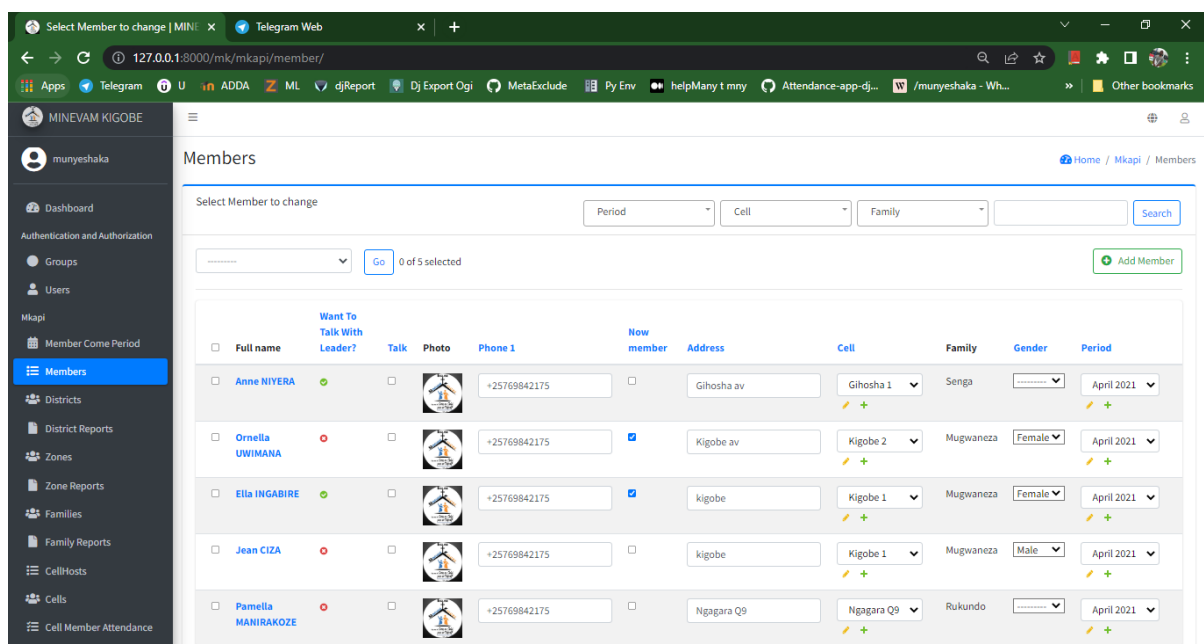 Select Member to change | MINE
Telegram Web
127.0.0.1:8000/mk/mkapi/member/
Apps Telegram U ADDA ML djReport Dj Export Ogi MetaExclude Py Env helpMany t mny Attendance-app-dj... /munyeshaka - Wh... » Other bookmarks
MINEVAM KIGOBE
munyeshaka
Dashboard
Authentication and Authorization
Groups
Users
Mkapi
Member Come Period
Members
Districts
District Reports
Zones
Zone Reports
Families
Family Reports
CellHosts
Cells
Cell Member Attendance
Members
Home / Mkapi / Members
Select Member to change
Period Cell Family Search
--------- Go 0 of 5 selected Add Member
Full name Want To Talk With Leader? Talk Photo Phone 1 Now member Address Cell Family Gender Period
Anne NIYERA +25769842175 Gihosha av Gihosha 1 Senga --------- April 2021
Ornella UWIMANA +25769842175 Kigobe av Kigobe 2 Mugwaneza Female April 2021
Ella INGABIRE +25769842175 kigobe Kigobe 1 Mugwaneza Female April 2021
Jean CIZA +25769842175 kigobe Kigobe 1 Mugwaneza Male April 2021
Pamella MANIRAKOZE +25769842175 Ngagara Q9 Ngagara Q9 Rukundo --------- April 2021